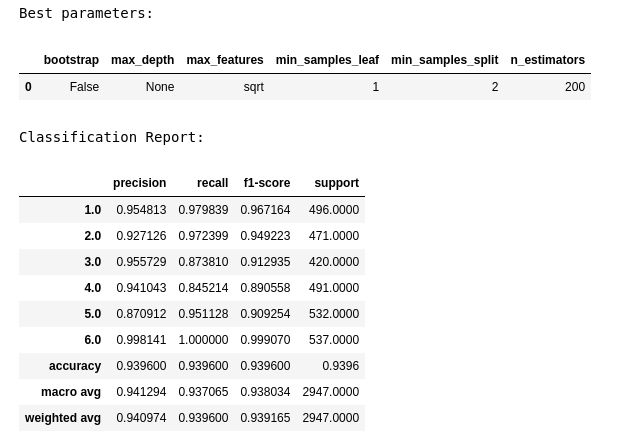 Best parameters:
bootstrap max_depth max_features min_samples_leaf min_samples_split n_estimators
0 False None sqrt 1 2 200
Classification Report:
precision recall f1-score support
1.0 0.954813 0.979839 0.967164 496.0000
2.0 0.927126 0.972399 0.949223 471.0000
3.0 0.955729 0.873810 0.912935 420.0000
4.0 0.941043 0.845214 0.890558 491.0000
5.0 0.870912 0.951128 0.909254 532.0000
6.0 0.998141 1.000000 0.999070 537.0000
accuracy 0.939600 0.939600 0.939600 0.9396
macro avg 0.941294 0.937065 0.938034 2947.0000
weighted avg 0.940974 0.939600 0.939165 2947.0000